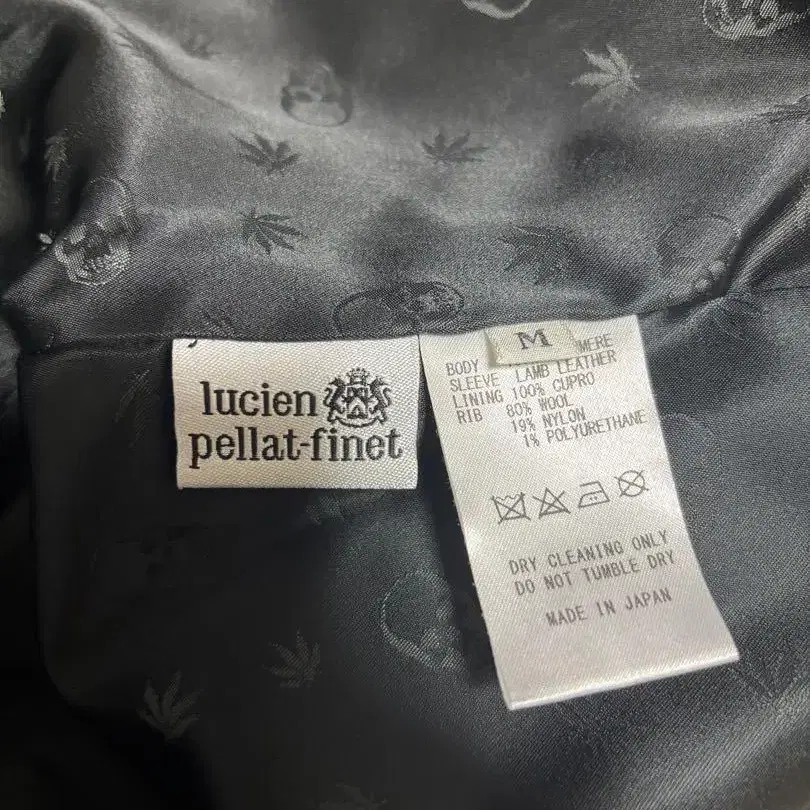 lucien
pellat-finet
M
BODY MERE
SLEEVE LAMB LEATHER
LINING 100% CUPRO
RIB 80% WOOL
19% NYLON
1% POLYURETHANE
DRY CLEANING ONLY
DO NOT TUMBLE DRY
MADE IN JAPAN